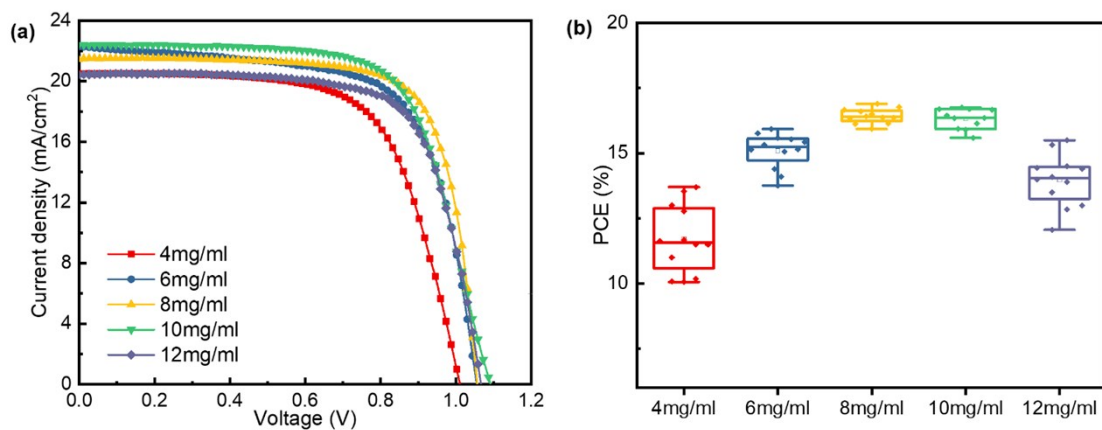 (a)
24
20
16
12
8
4
0
Current density (mA/cm²)
4mg/ml
6mg/ml
8mg/ml
10mg/ml
12mg/ml
0.0 0.2 0.4 0.6 0.8 1.0 1.2
Voltage (V)
(b)
20
15
10
PCE (%)
4mg/ml 6mg/ml 8mg/ml 10mg/ml 12mg/ml